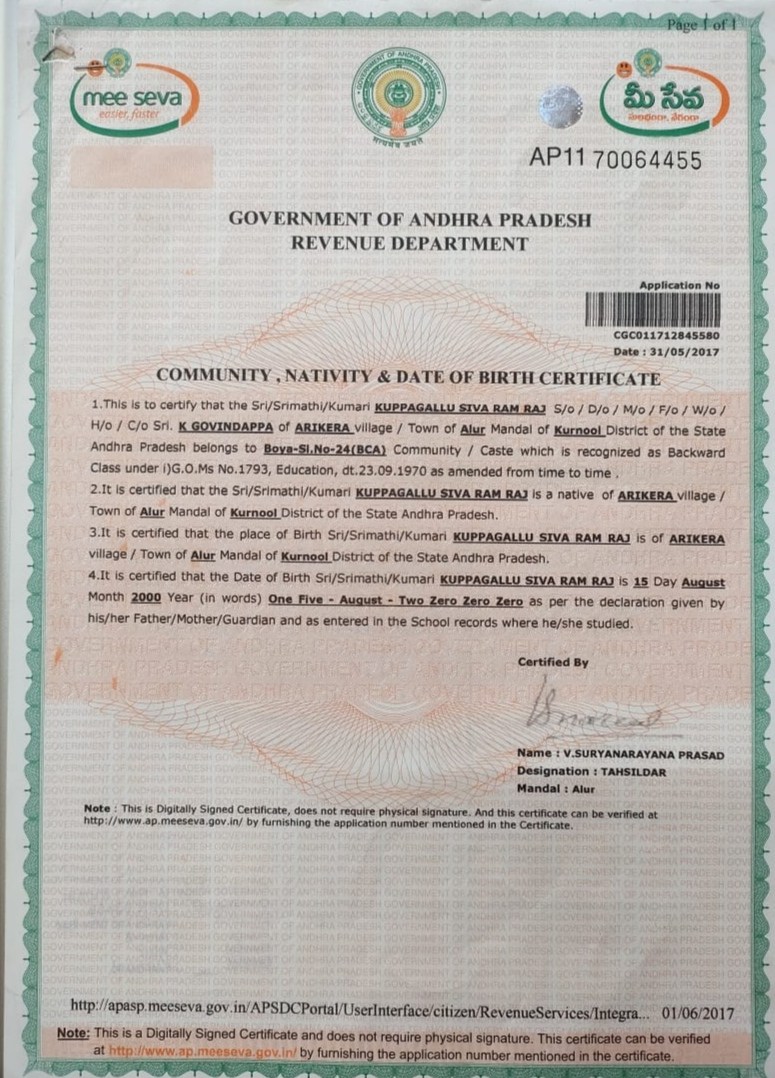 Page 1 of 1
mee seva
easier, faster
మీ సేవ
AP11 70064455
GOVERNMENT OF ANDHRA PRADESH
REVENUE DEPARTMENT
Application No
CGC011712845580
Date : 31/05/2017
COMMUNITY , NATIVITY & DATE OF BIRTH CERTIFICATE
1.This is to certify that the Sri/Srimathi/Kumari KUPPAGALLU SIVA RAM RAJ S/o / D/o / M/o / F/o / W/o /
H/o / C/o Sri. K GOVINDAPPA of ARIKERA village / Town of Alur Mandal of Kurnool District of the State
Andhra Pradesh belongs to Boya-Sl.No-24(BCA) Community / Caste which is recognized as Backward
Class under i)G.O.Ms No.1793, Education, dt.23.09.1970 as amended from time to time .
2.It is certified that the Sri/Srimathi/Kumari KUPPAGALLU SIVA RAM RAJ is a native of ARIKERA village /
Town of Alur Mandal of Kurnool District of the State Andhra Pradesh.
3.It is certified that the place of Birth Sri/Srimathi/Kumari KUPPAGALLU SIVA RAM RAJ is of ARIKERA
village / Town of Alur Mandal of Kurnool District of the State Andhra Pradesh.
4.It is certified that the Date of Birth Sri/Srimathi/Kumari KUPPAGALLU SIVA RAM RAJ is 15 Day August
Month 2000 Year (in words) One Five - August - Two Zero Zero Zero as per the declaration given by
his/her Father/Mother/Guardian and as entered in the School records where he/she studied.
Certified By
Name : V.SURYANARAYANA PRASAD
Designation : TAHSILDAR
Mandal : Alur
Note : This is Digitally Signed Certificate, does not require physical signature. And this certificate can be verified at
http://www.ap.meeseva.gov.in/ by furnishing the application number mentioned in the Certificate.
http://apasp.meeseva.gov.in/APSDCPortal/UserInterface/citizen/RevenueServices/Integra... 01/06/2017
Note: This is a Digitally Signed Certificate and does not require physical signature. This certificate can be verified
at http://www.ap.meeseva.gov.in/ by furnishing the application number mentioned in the certificate.